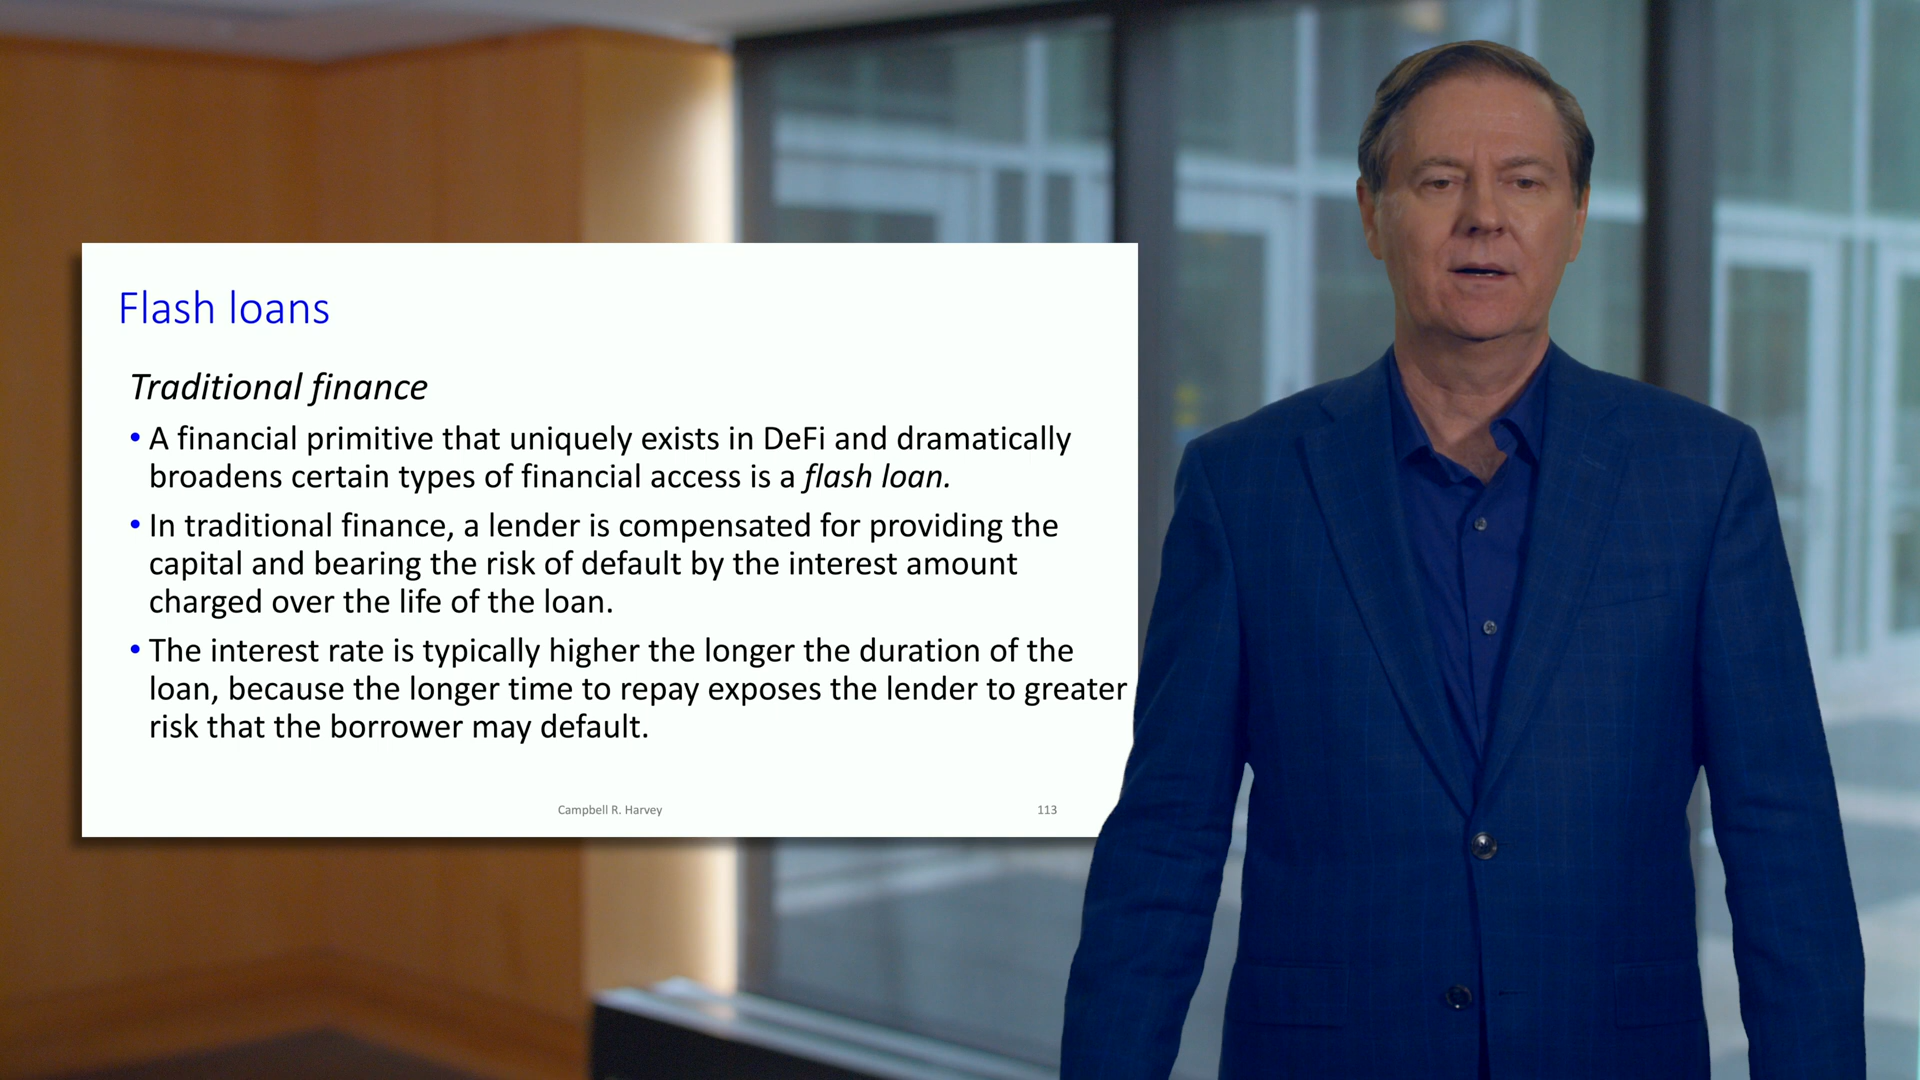 Flash loans
Traditional finance
• A financial primitive that uniquely exists in DeFi and dramatically
broadens certain types of financial access is a flash loan.
• In traditional finance, a lender is compensated for providing the
capital and bearing the risk of default by the interest amount
charged over the life of the loan.
• The interest rate is typically higher the longer the duration of the
loan, because the longer time to repay exposes the lender to greater
risk that the borrower may default.
Campbell R. Harvey
113